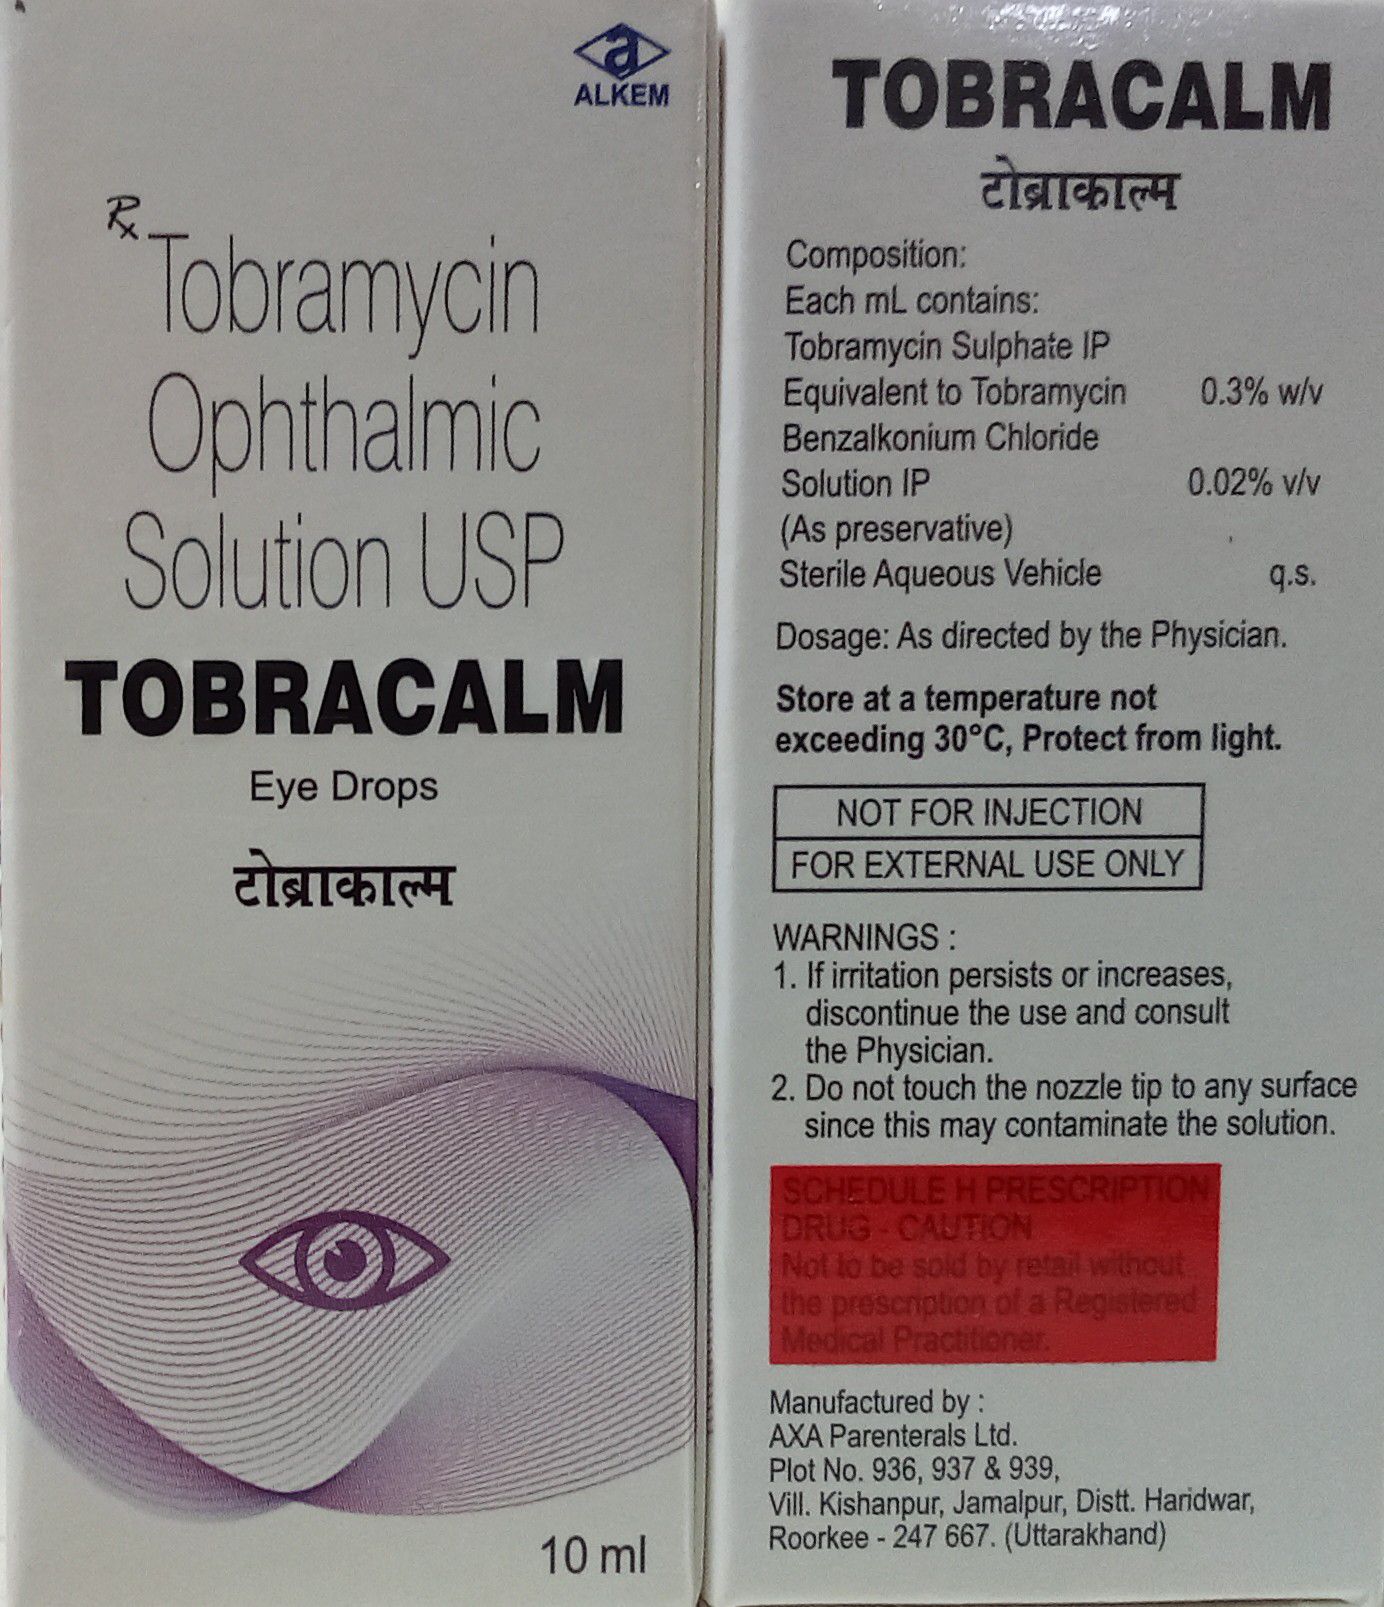 ALKEM
Rx
Tobramycin
Ophthalmic
Solution USP
TOBRACALM
Eye Drops
टोब्राकाल्म
10 ml
TOBRACALM
टोब्राकाल्म
Composition:
Each mL contains:
Tobramycin Sulphate IP
Equivalent to Tobramycin 0.3% w/v
Benzalkonium Chloride
Solution IP 0.02% v/v
(As preservative)
Sterile Aqueous Vehicle q.s.
Dosage: As directed by the Physician.
Store at a temperature not
exceeding 30°C, Protect from light.
NOT FOR INJECTION
FOR EXTERNAL USE ONLY
WARNINGS :
1. If irritation persists or increases,
discontinue the use and consult
the Physician.
2. Do not touch the nozzle tip to any surface
since this may contaminate the solution.
SCHEDULE H PRESCRIPTION
DRUG - CAUTION
Not to be sold by retail without
the prescription of a Registered
Medical Practitioner.
Manufactured by :
AXA Parenterals Ltd.
Plot No. 936, 937 & 939,
Vill. Kishanpur, Jamalpur, Distt. Haridwar,
Roorkee - 247 667. (Uttarakhand)